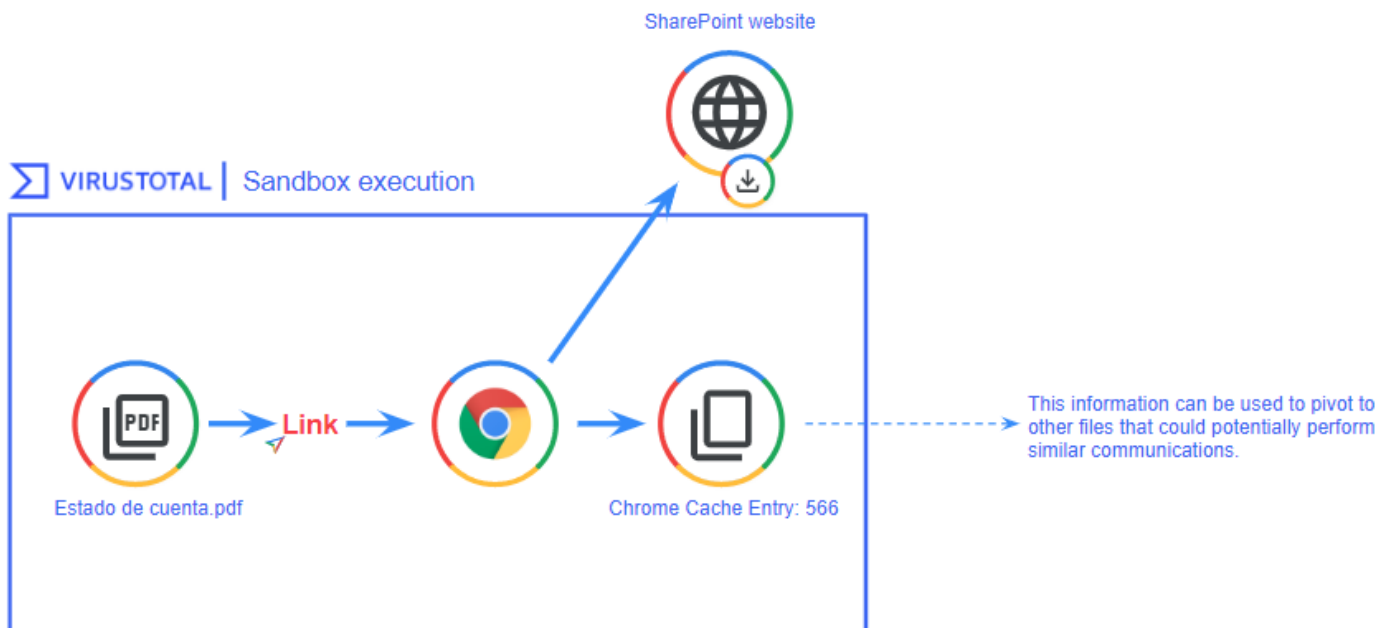 SharePoint website
VIRUSTOTAL | Sandbox execution
PDF
Link
Estado de cuenta.pdf
Chrome Cache Entry: 566
This information can be used to pivot to
other files that could potentially perform
similar communications.